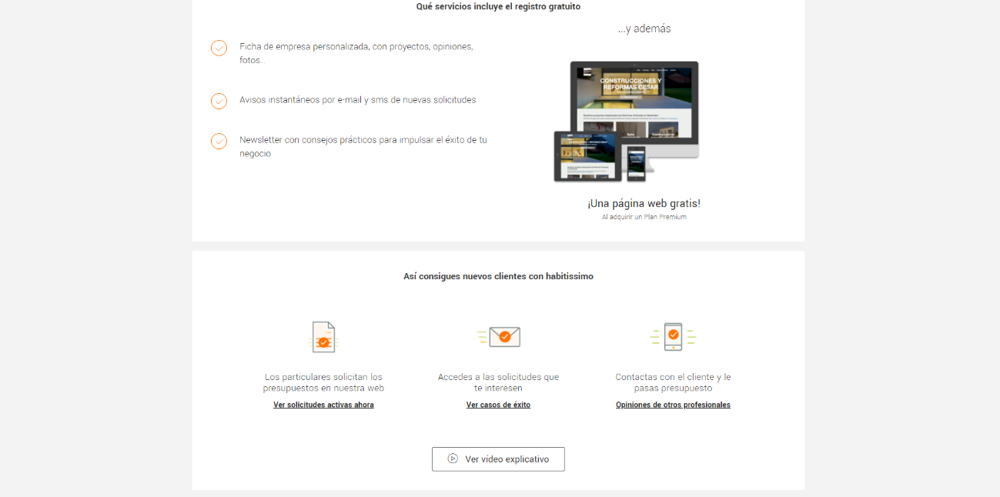 Qué servicios incluye el registro gratuito
Ficha de empresa personalizada, con proyectos, opiniones,
fotos...
Avisos instantáneos por e-mail y sms de nuevas solicitudes
Newsletter con consejos prácticos para impulsar el éxito de tu
negocio
...y además
CONSTRUCCIONES Y
REFORMAS CESAR
¡Una página web gratis!
Al adquirir un Plan Premium
Así consigues nuevos clientes con habitissimo
Los particulares solicitan los
presupuestos en nuestra web
Ver solicitudes activas ahora
Accedes a las solicitudes que
te interesen
Ver casos de éxito
Contactas con el cliente y le
pasas presupuesto
Opiniones de otros profesionales
Ver vídeo explicativo